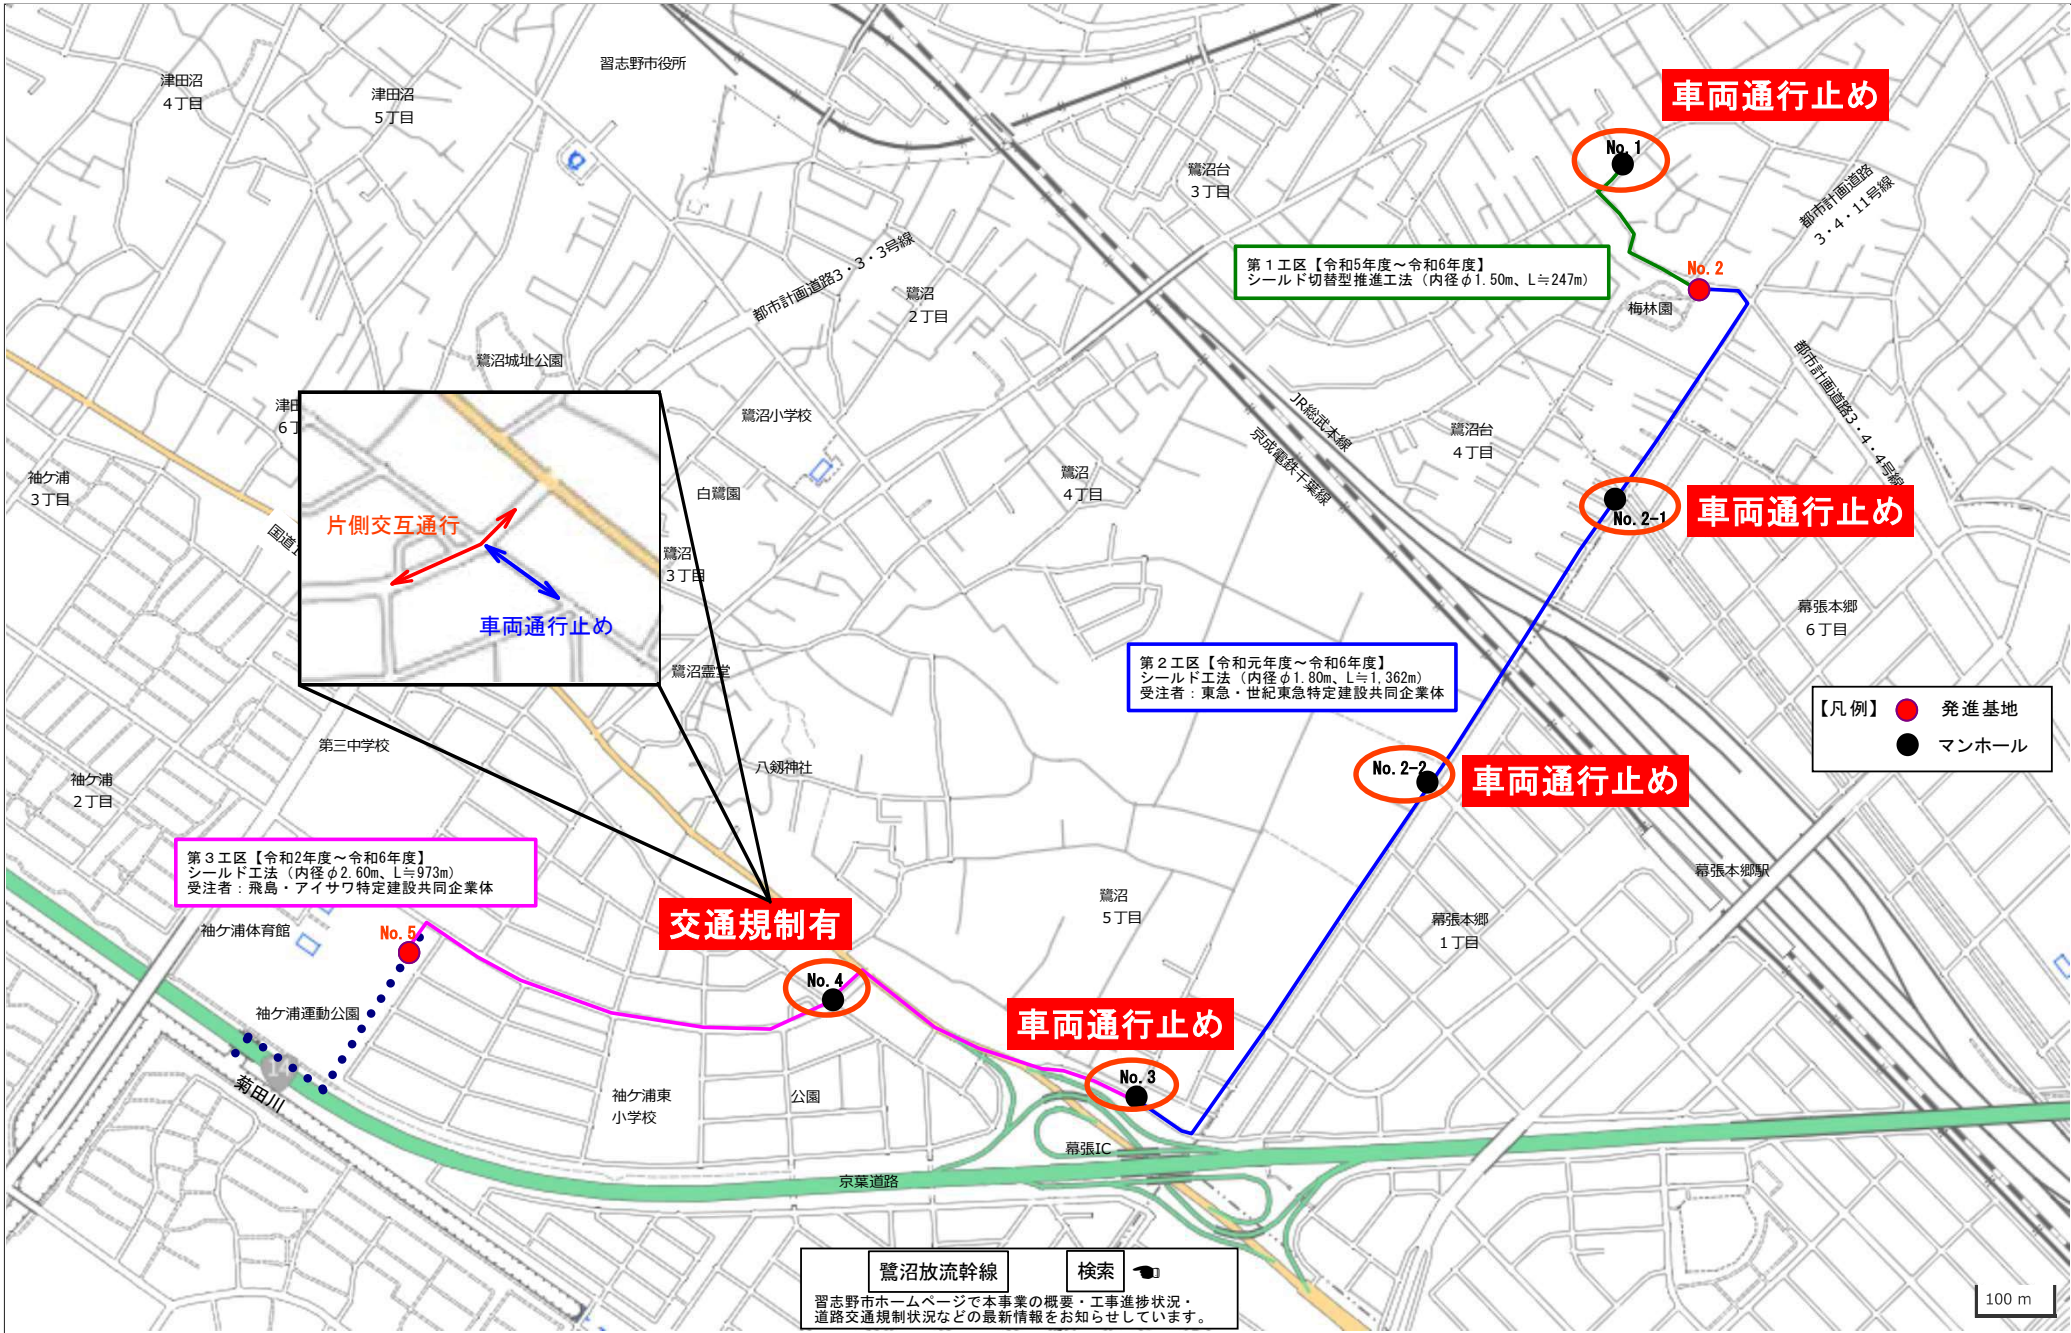 習志野市役所
津田沼
4丁目
津田沼
5丁目
車両通行止め
No. 1
鷺沼台
3丁目
都市計画道路
3・4・11号線
第1工区【令和5年度～令和6年度】
シールド切替型推進工法（内径φ1.50m、L≒247m）
No. 2
梅林園
都市計画道路3・3・3号線
鷺沼
2丁目
鷺沼城址公園
都市計画道路3・4・4号線
津田
6丁
鷺沼小学校
JR総武本線
京成電鉄千葉線
鷺沼台
4丁目
袖ケ浦
3丁目
白鷺園
鷺沼
4丁目
No. 2-1
車両通行止め
国道1
片側交互通行
車両通行止め
鷺沼
3丁目
幕張本郷
6丁目
鷺沼霊堂
第2工区【令和元年度～令和6年度】
シールド工法（内径φ1.80m、L≒1,362m）
受注者：東急・世紀東急特定建設共同企業体
【凡例】
発進基地
マンホール
第三中学校
八剱神社
No. 2-2
車両通行止め
袖ケ浦
2丁目
第3工区【令和2年度～令和6年度】
シールド工法（内径φ2.60m、L≒973m）
受注者：飛島・アイサワ特定建設共同企業体
幕張本郷駅
鷺沼
5丁目
幕張本郷
1丁目
交通規制有
袖ケ浦体育館
No. 5
No. 4
袖ケ浦運動公園
車両通行止め
No. 3
14
菊田川
袖ケ浦東
小学校
公園
幕張IC
京葉道路
鷺沼放流幹線
検索
習志野市ホームページで本事業の概要・工事進捗状況・
道路交通規制状況などの最新情報をお知らせしています。
100 m